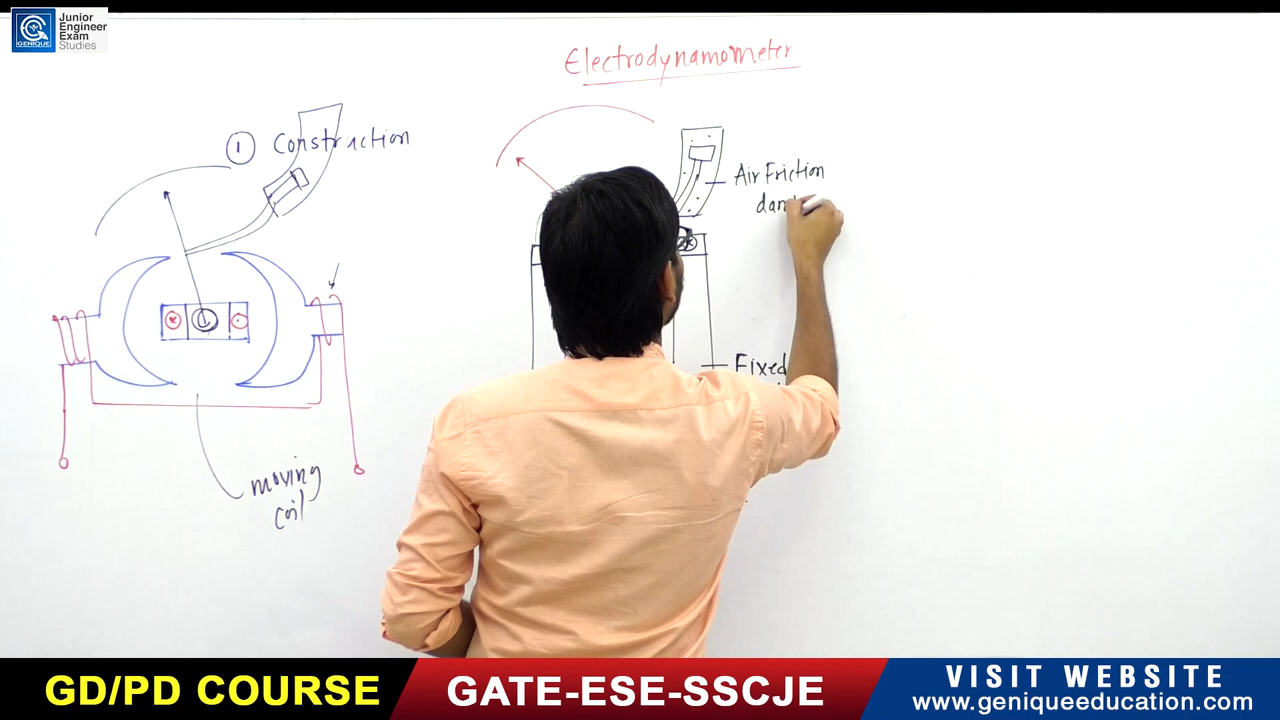 GENIQUE
Junior
Engineer
Exam
Studies
Electrodynamometer
1 Construction
Air Friction
Fixed
moving
coil
GD/PD COURSE
GATE-ESE-SSCJE
VISIT WEBSITE
www.geniqueeducation.com